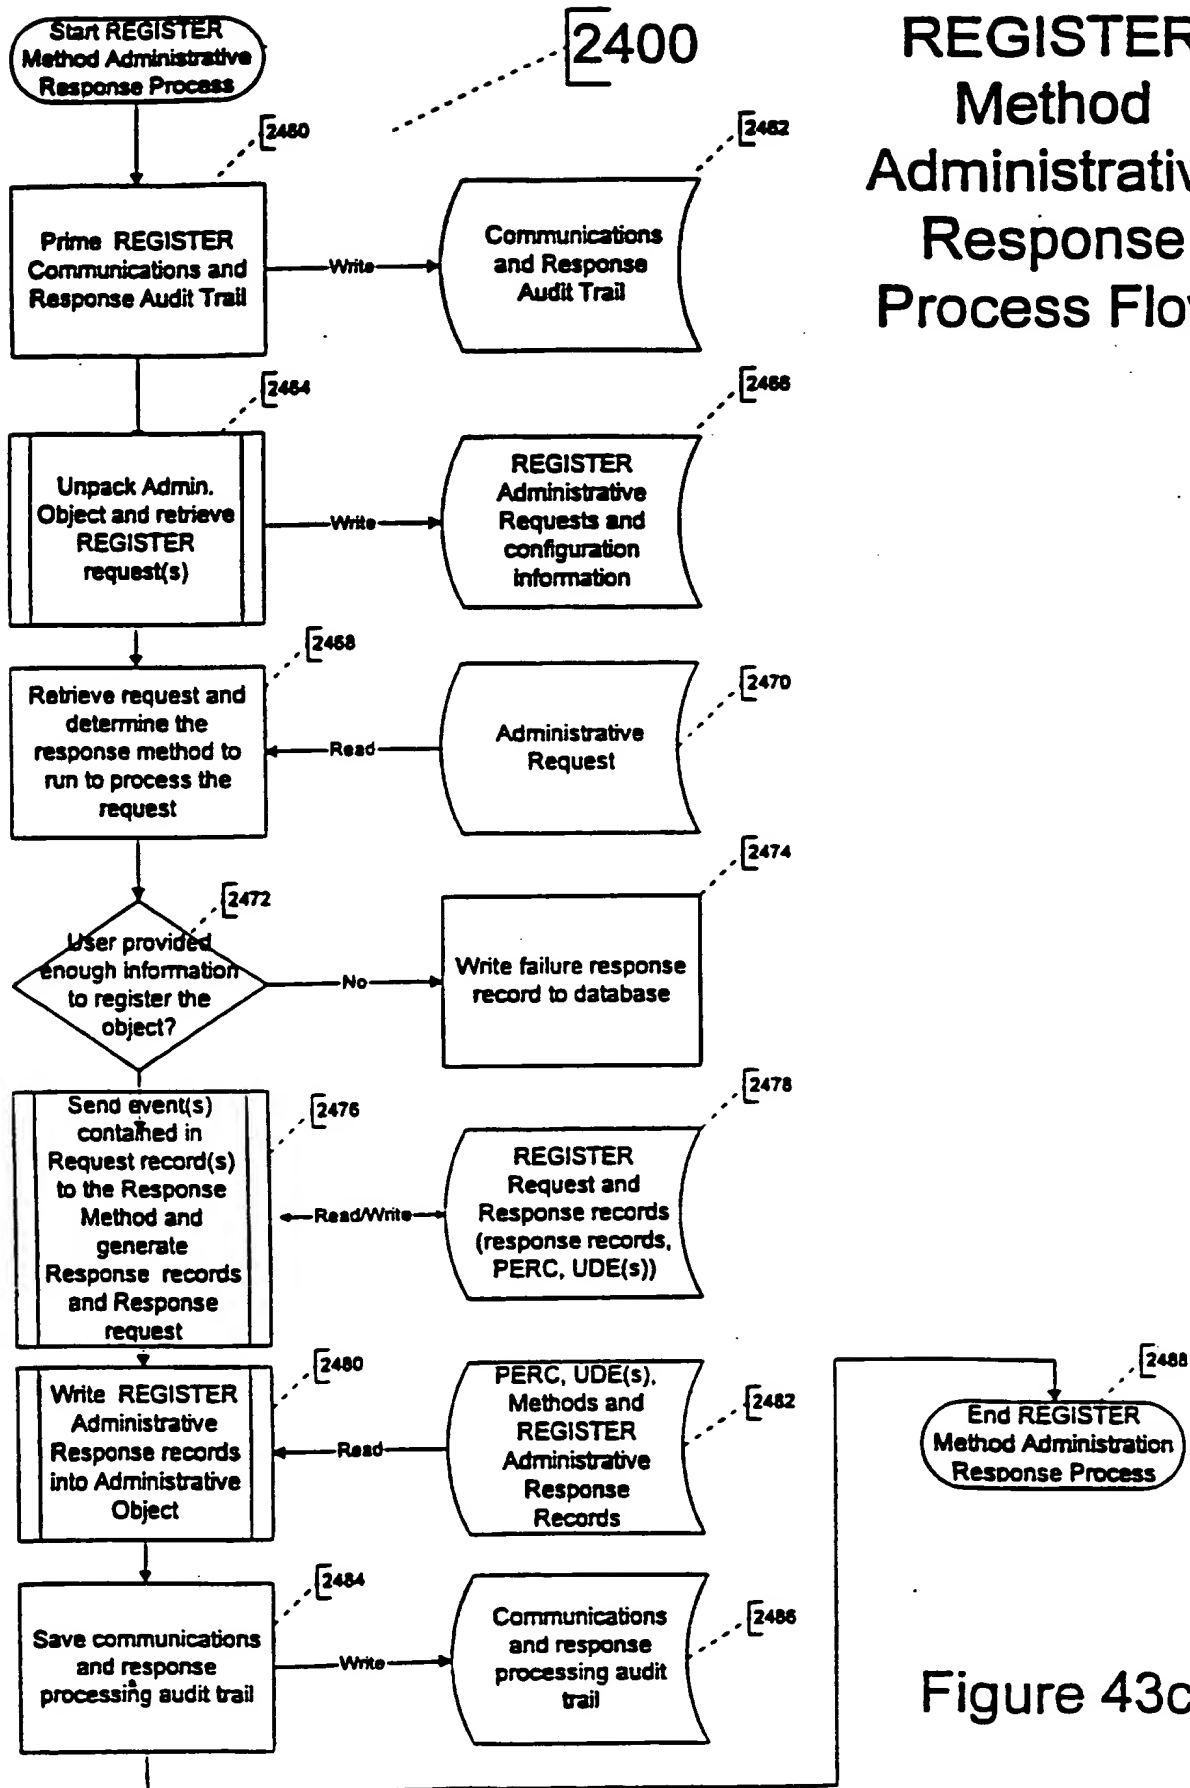 Start REGISTER
Method Administrative
Response Process
2400
REGISTER
Method
Administrativ
Response
Process Flo
2460
2462
Prime REGISTER
Communications and
Response Audit Trail
Write
Communications
and Response
Audit Trail
2464
2466
Unpack Admin.
Object and retrieve
REGISTER
request(s)
Write
REGISTER
Administrative
Requests and
configuration
information
2468
2470
Retrieve request and
determine the
response method to
run to process the
request
Read
Administrative
Request
2472
2474
User provided
enough information
to register the
object?
No
Write failure response
record to database
2476
2478
Send event(s)
contained in
Request record(s)
to the Response
Method and
generate
Response records
and Response
request
Read/Write
REGISTER
Request and
Response records
(response records,
PERC, UDE(s))
2480
2482
Write REGISTER
Administrative
Response records
into Administrative
Object
Read
PERC, UDE(s),
Methods and
REGISTER
Administrative
Response
Records
2488
End REGISTER
Method Administration
Response Process
2484
2486
Save communications
and response
processing audit trail
Write
Communications
and response
processing audit
trail
Figure 43c